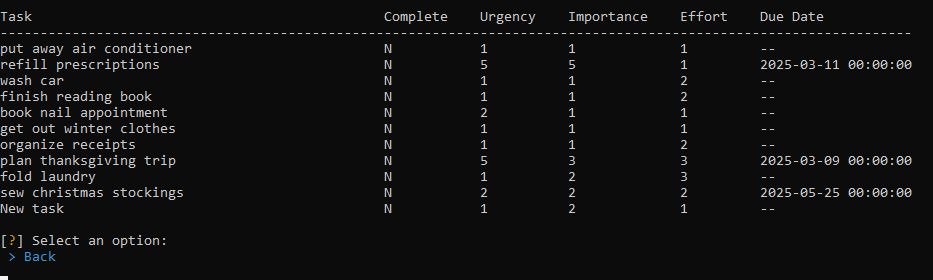 Task Complete Urgency Importance Effort Due Date
------------------------------------------------------------------------------------------------------------------
put away air conditioner N 1 1 1 --
refill prescriptions N 5 5 1 2025-03-11 00:00:00
wash car N 1 1 2 --
finish reading book N 1 1 2 --
book nail appointment N 2 1 1 --
get out winter clothes N 1 1 1 --
organize receipts N 1 1 2 --
plan thanksgiving trip N 5 3 3 2025-03-09 00:00:00
fold laundry N 1 2 3 --
sew christmas stockings N 2 2 2 2025-05-25 00:00:00
New task N 1 2 1 --
[?] Select an option:
> Back